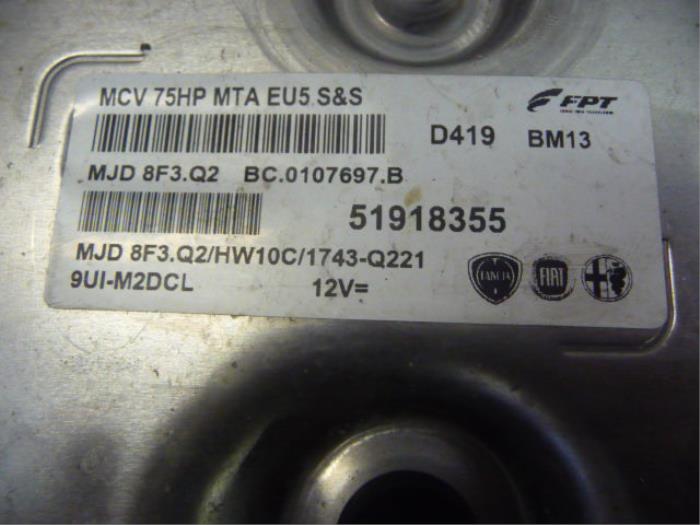 MCV 75HP MTA EU5 S&S
FPT
D419 BM13
MJD 8F3.Q2 BC.0107697.B
51918355
MJD 8F3.Q2/HW10C/1743-Q221
9UI-M2DCL 12V=
LANCIA FIAT